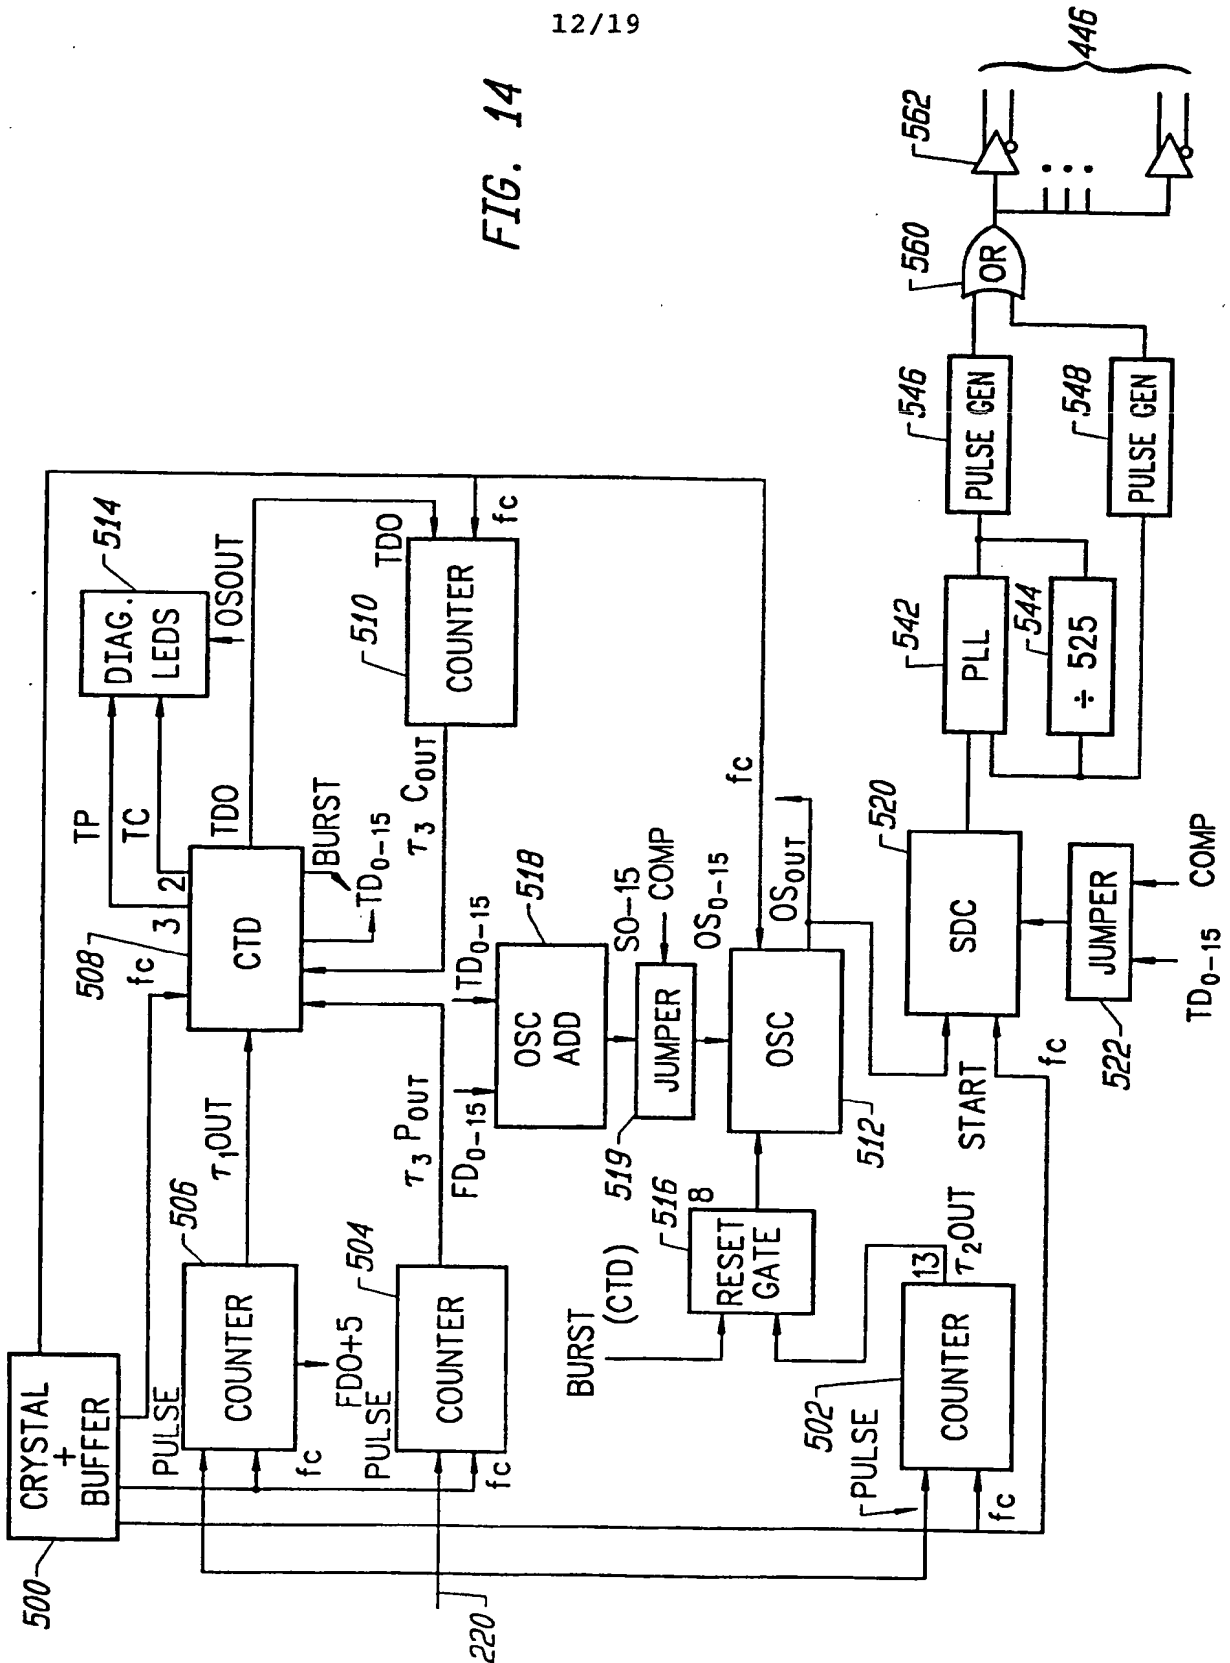 12/19
FIG. 14
500
CRYSTAL
+
BUFFER
220
PULSE
COUNTER
506
fc
FD0+5
τ1OUT
PULSE
COUNTER
504
fc
τ3 POUT
508
fc
3
2
CTD
TP
TC
TDO
BURST
TD0-15
DIAG.
LEDS
514
OSOUT
TDO
COUNTER
510
fc
τ3 COUT
FD0-15
TD0-15
OSC
ADD
518
SO-15
JUMPER
519
COMP
OS0-15
OSC
512
fc
OSOUT
BURST
(CTD)
RESET
GATE
516
8
PULSE
502
COUNTER
13
τ2OUT
fc
START
fc
SDC
520
JUMPER
522
TD0-15
COMP
PLL
542
÷ 525
544
PULSE GEN
546
PULSE GEN
548
OR
560
562
446